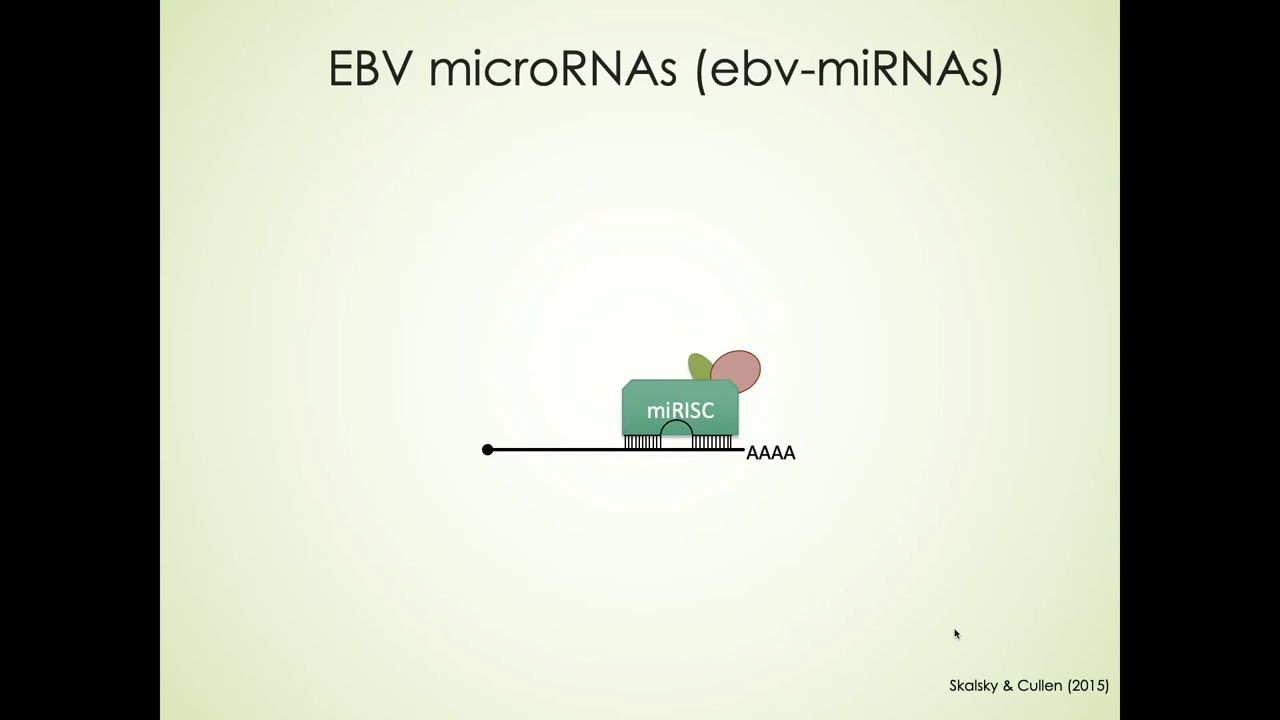 EBV microRNAs (ebv-miRNAs)
miRISC
AAAA
Skalsky & Cullen (2015)